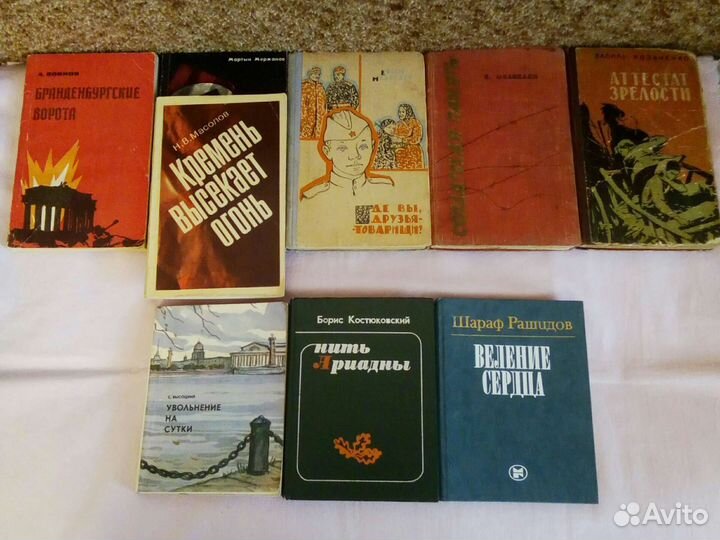 А. ВОИНОВ
БРАНДЕНБУРГСКИЕ
ВОРОТА
Мартын Мержанов
Н. В. Масолов
Кремень
высекает
огонь
ГДЕ ВЫ,
ДРУЗЬЯ-
-ТОВАРИЩИ?
АТТЕСТАТ
ЗРЕЛОСТИ
С. ВЫСОЦКИЙ
УВОЛЬНЕНИЕ
НА
СУТКИ
Борис Костюковский
нить
Ариадны
Шараф Рашидов
ВЕЛЕНИЕ
СЕРДЦА
Avito